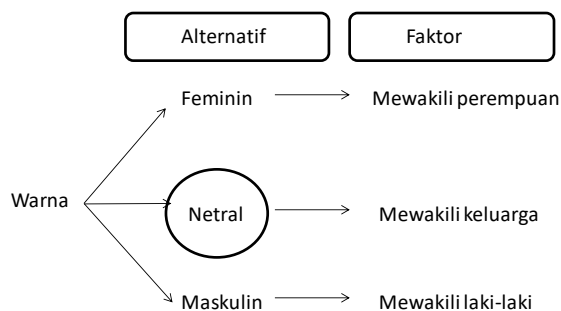 Alternatif Faktor
Feminin Mewakili perempuan
Warna Netral Mewakili keluarga
Maskulin Mewakili laki-laki